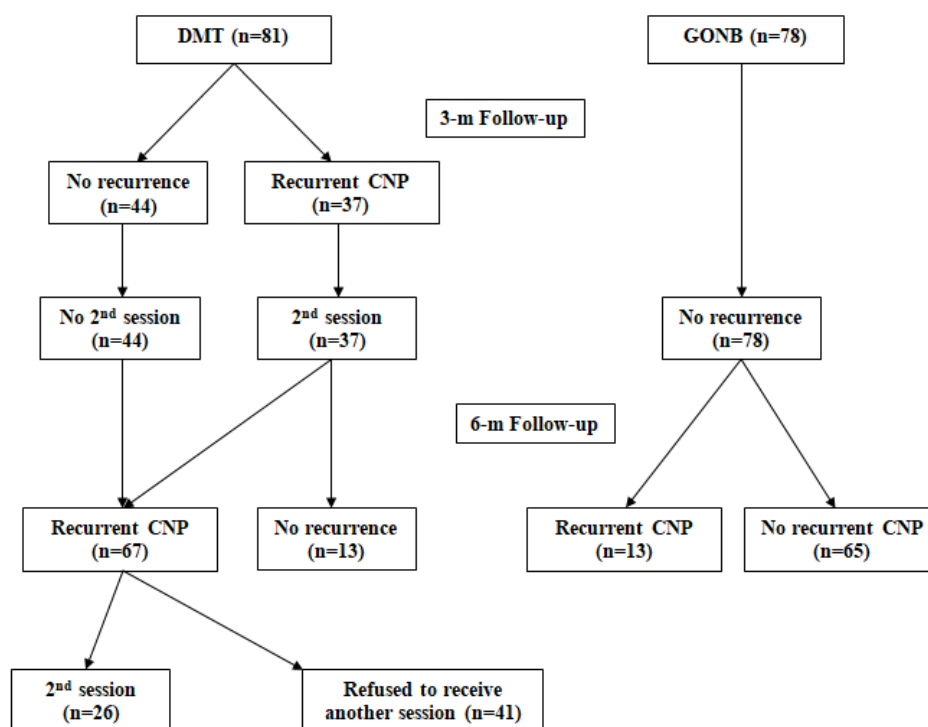 DMT (n=81)
GONB (n=78)
3-m Follow-up
No recurrence
(n=44)
Recurrent CNP
(n=37)
No 2nd session
(n=44)
2nd session
(n=37)
No recurrence
(n=78)
6-m Follow-up
Recurrent CNP
(n=67)
No recurrence
(n=13)
Recurrent CNP
(n=13)
No recurrent CNP
(n=65)
2nd session
(n=26)
Refused to receive
another session (n=41)